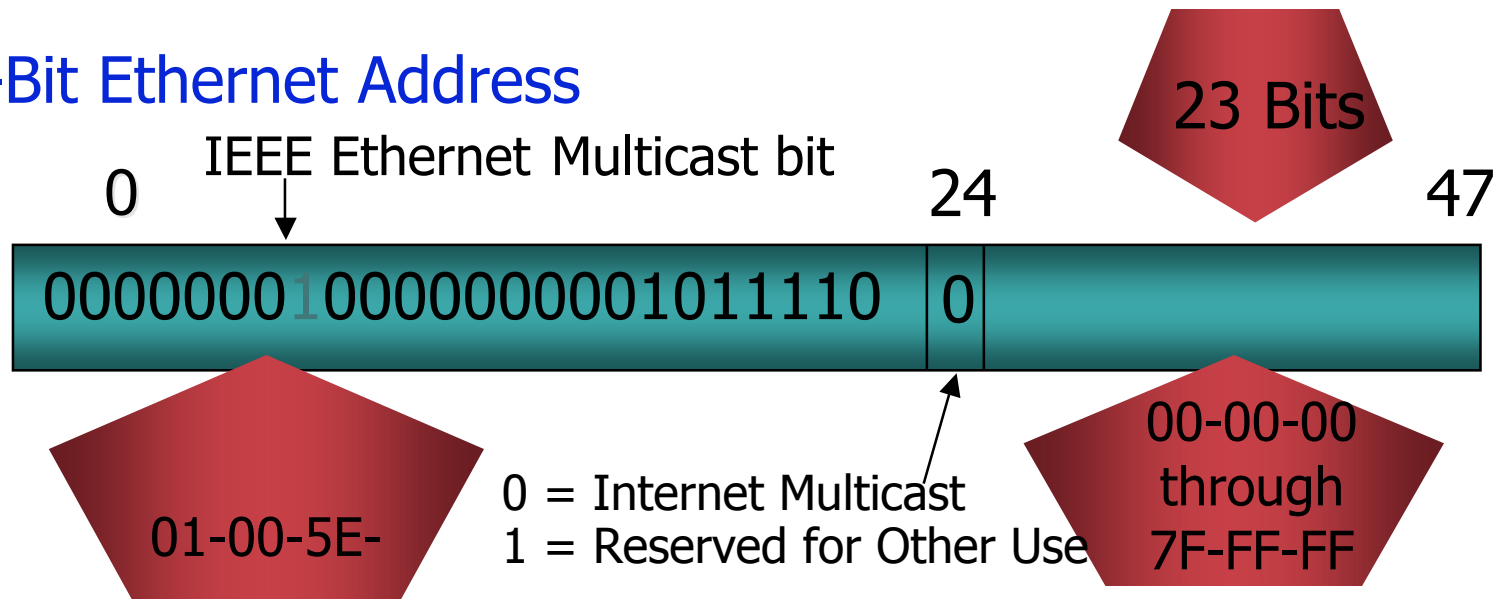 -Bit Ethernet Address
23 Bits
IEEE Ethernet Multicast bit
0 24 47
000000010000000001011110 0
00-00-00
through
7F-FF-FF
01-00-5E-
0 = Internet Multicast
1 = Reserved for Other Use